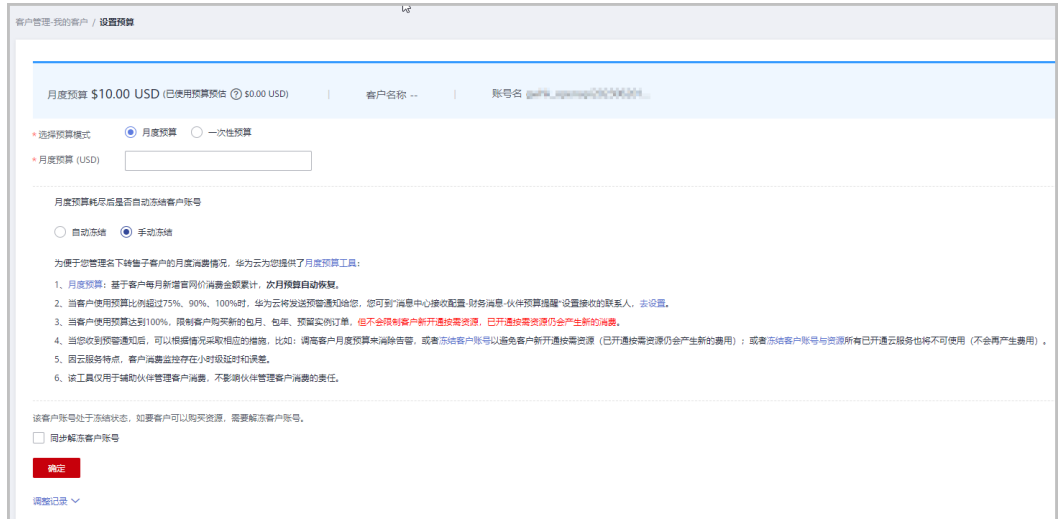 客户管理-我的客户 / 设置预算
月度预算 $10.00 USD (已使用预算预估 ? $0.00 USD) | 客户名称 -- | 账号名
* 选择预算模式 月度预算 一次性预算
* 月度预算 (USD)
月度预算耗尽后是否自动冻结客户账号
自动冻结 手动冻结
为便于您管理名下转售子客户的月度消费情况，华为云为您提供了月度预算工具：
1、月度预算：基于客户每月新增官网价消费金额累计，次月预算自动恢复。
2、当客户使用预算比例超过75%、90%、100%时，华为云将发送预警通知给您，您可到“消息中心接收配置-财务消息-伙伴预算提醒”设置接收的联系人，去设置。
3、当客户使用预算达到100%，限制客户购买新的包月、包年、预留实例订单，但不会限制客户新开通按需资源，已开通按需资源仍会产生新的消费。
4、当您收到预警通知后，可以根据情况采取相应的措施，比如：调高客户月度预算来消除告警，或者冻结客户账号以避免客户新开通按需资源（已开通按需资源仍会产生新的费用）；或者冻结客户账号与资源所有已开通云服务也将不可使用（不会再产生费用）。
5、因云服务特点，客户消费监控存在小时级延时和误差。
6、该工具仅用于辅助伙伴管理客户消费，不影响伙伴管理客户消费的责任。
该客户账号处于冻结状态，如要客户可以购买资源，需要解冻客户账号。
同步解冻客户账号
确定
调整记录